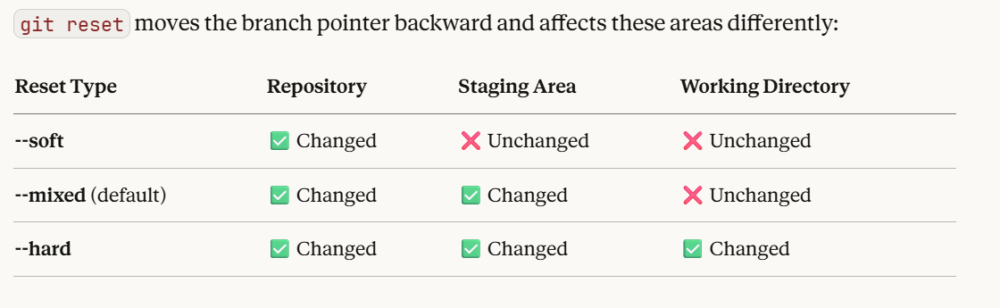 git reset moves the branch pointer backward and affects these areas differently:
Reset Type Repository Staging Area Working Directory
--soft ✅ Changed ❌ Unchanged ❌ Unchanged
--mixed (default) ✅ Changed ✅ Changed ❌ Unchanged
--hard ✅ Changed ✅ Changed ✅ Changed